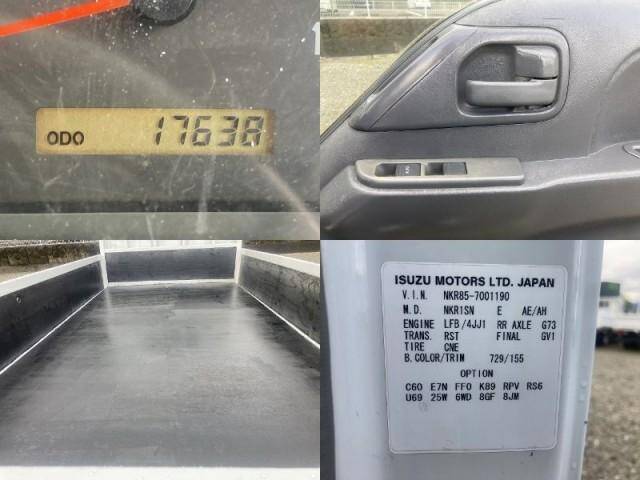 ODO 17638
ISUZU MOTORS LTD. JAPAN
V.I.N. NKR85-7001190
M.D. NKR1SN E AE/AH
ENGINE LFB/4JJ1 RR AXLE G73
TRANS. RST FINAL GV1
TIRE CNE
B.COLOR/TRIM 729/155
OPTION
C60 E7N FF0 K89 RPV RS6
U69 25W 6WD 8GF 8JM